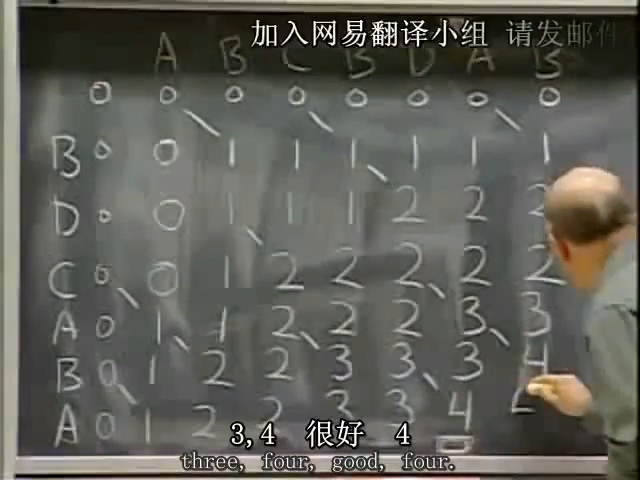 加入网易翻译小组 请发邮件
A B C B D A B
0 0 0 0 0 0 0 0
B 0 0 1 1 1 1 1 1
D 0 0 1 1 1 2 2 2
C 0 0 1 2 2 2 2 2
A 0 1 1 2 2 2 3 3
B 0 1 2 2 3 3 3 4
A 0 1 2 2 3 3 4
3,4 很好 4
three, four, good, four.